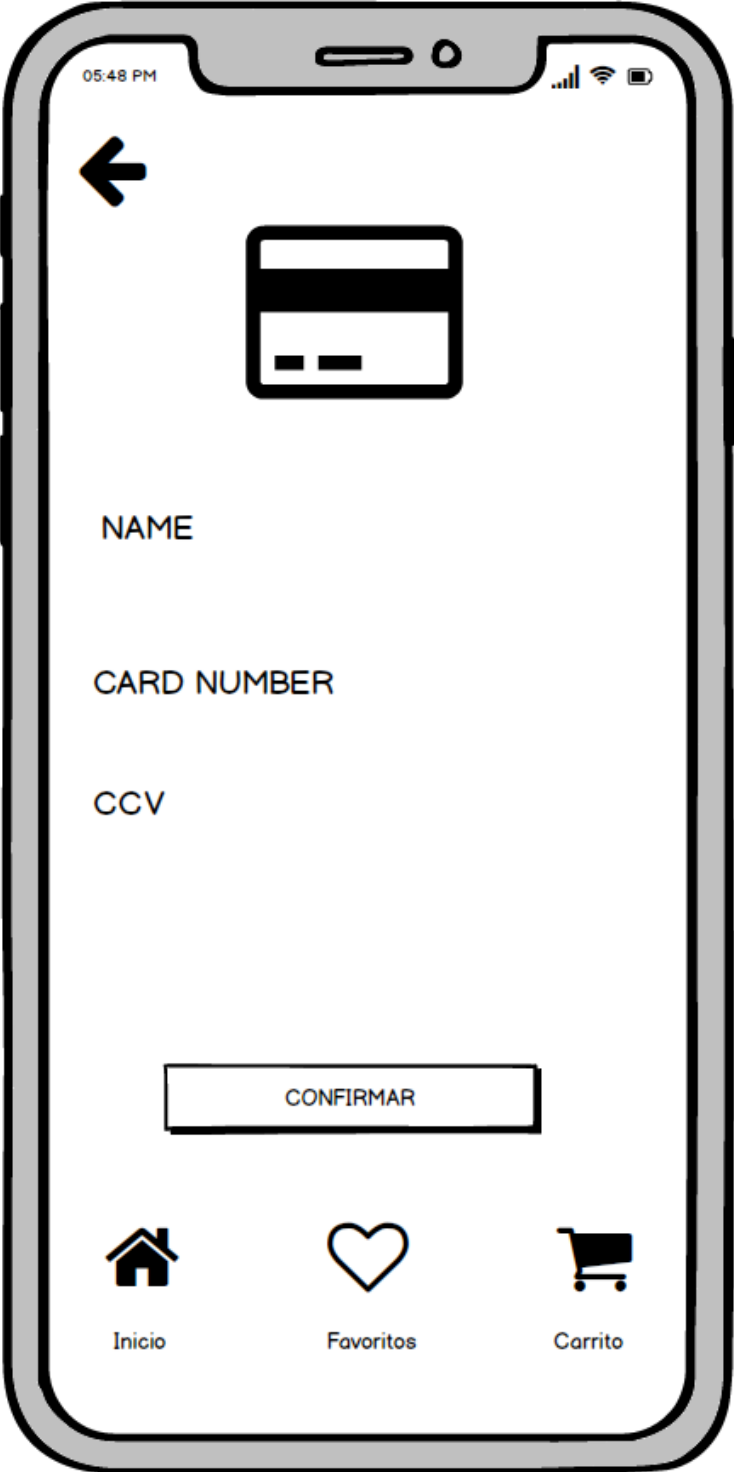 05:48 PM
NAME
CARD NUMBER
CCV
CONFIRMAR
Inicio
Favoritos
Carrito